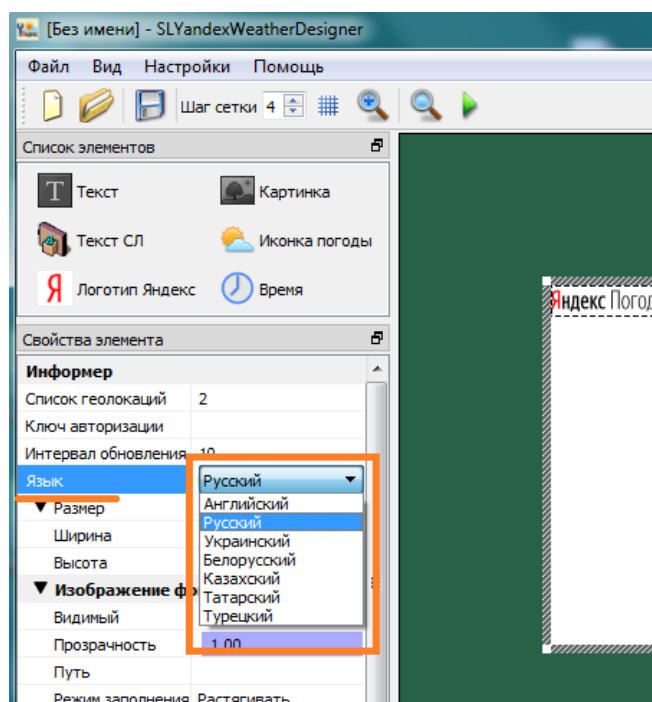 [Без имени] - SLYandexWeatherDesigner
Файл Вид Настройки Помощь
Шаг сетки 4
Список элементов
Текст Картинка
Текст СЛ Иконка погоды
Логотип Яндекс Время
Яндекс Погод
Свойства элемента
Информер
Список геолокаций 2
Ключ авторизации
Интервал обновления 10
Язык Русский
Размер Английский
Русский
Ширина Украинский
Высота Белорусский
Казахский
Изображение фо Татарский
Видимый Турецкий
Прозрачность 1.00
Путь
Режим заполнения Растягивать